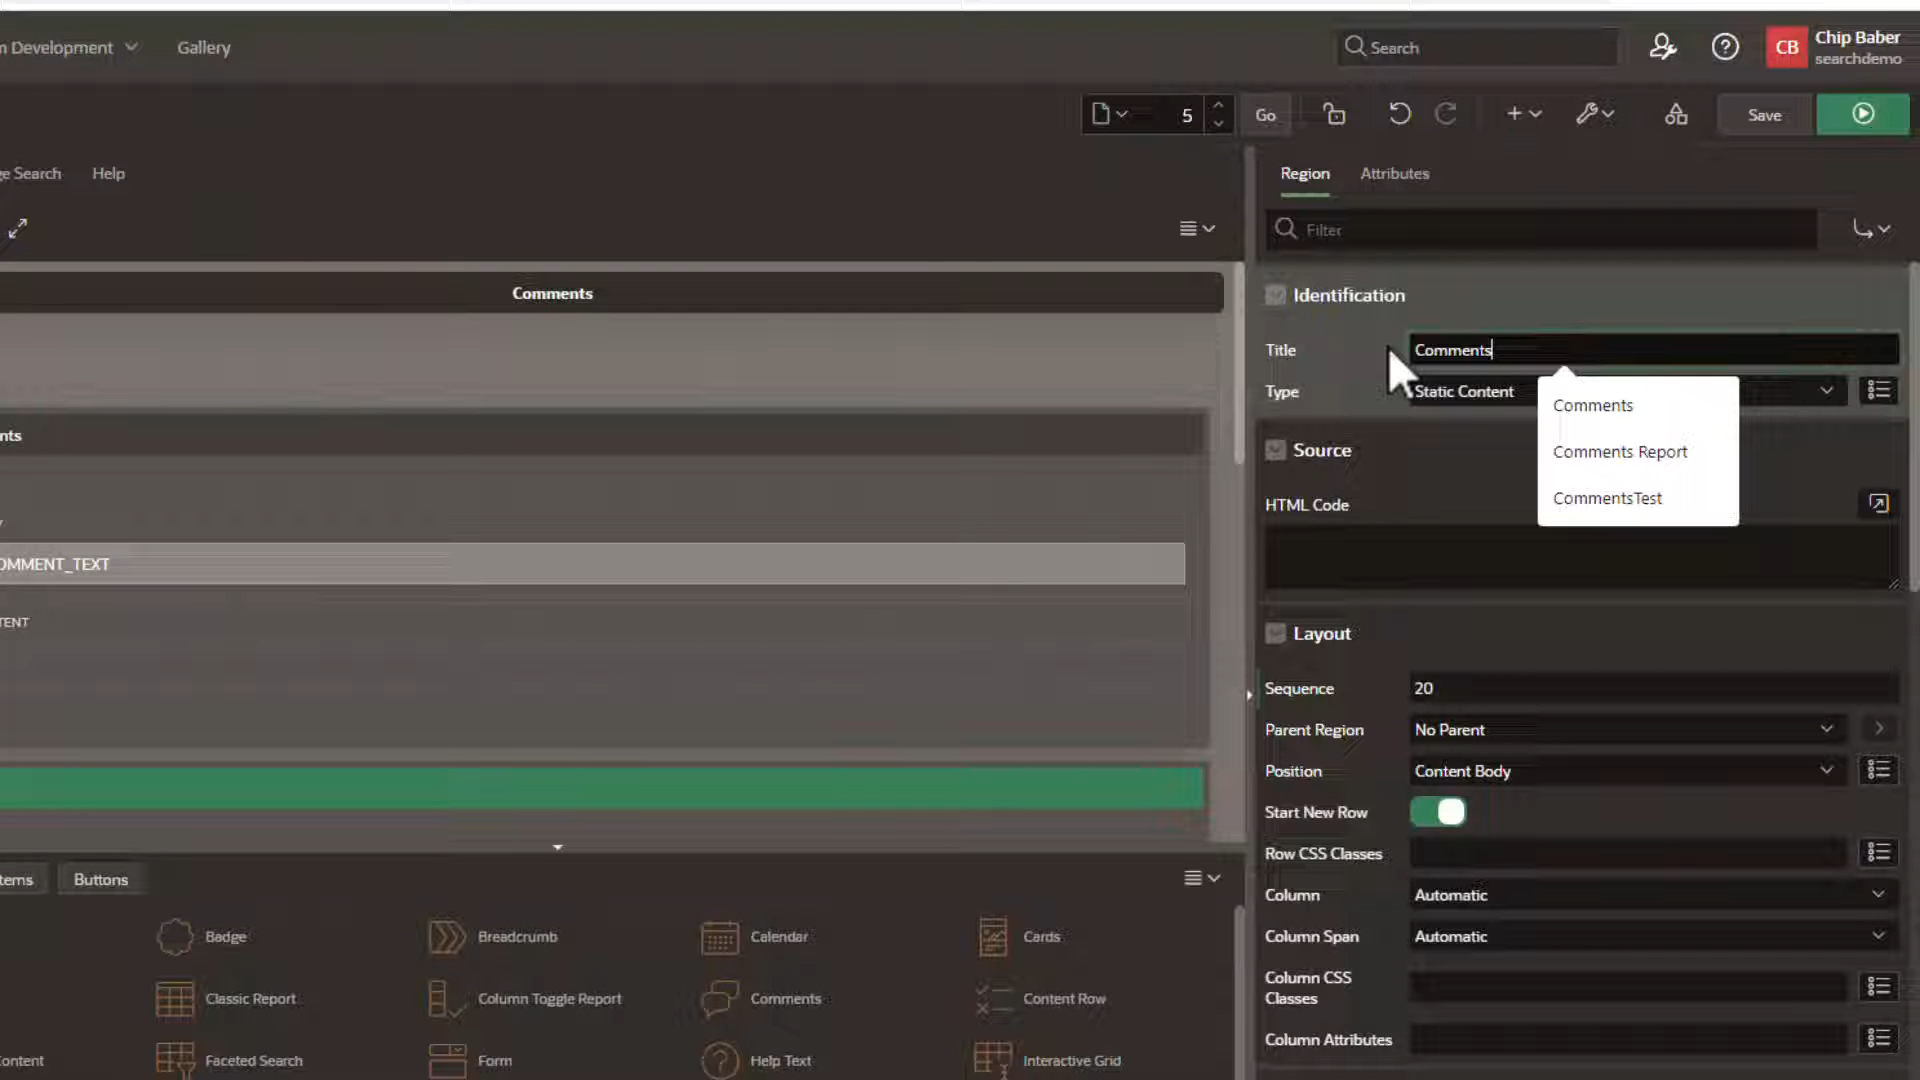 m Development
Gallery
Search
CB
Chip Baber
searchdemo
5
Go
Save
ge Search
Help
Region
Attributes
Filter
Comments
Identification
Title
Comments
Type
Static Content
Comments
Comments Report
CommentsTest
nts
Source
HTML Code
OMMENT_TEXT
TENT
Layout
Sequence
20
Parent Region
No Parent
Position
Content Body
Start New Row
Row CSS Classes
Column
Automatic
Column Span
Automatic
Column CSS
Classes
Column Attributes
tems
Buttons
Badge
Breadcrumb
Calendar
Cards
Classic Report
Column Toggle Report
Comments
Content Row
ontent
Faceted Search
Form
Help Text
Interactive Grid